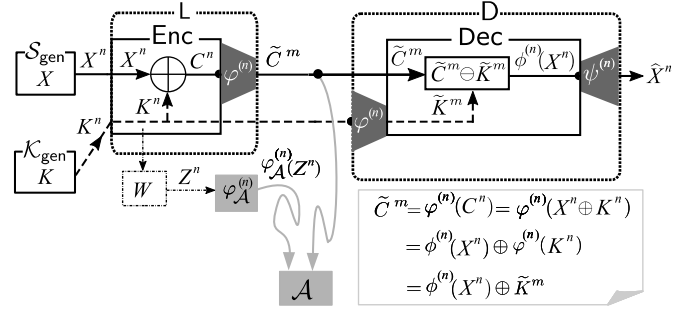 L
D
Enc
Dec
𝒮_gen
X
X^n
X^n
C^n
φ^(n)
C̃^m
C̃^m
C̃^m ⊖ K̃^m
ϕ^(n)(X^n)
ψ^(n)
X̂^n
K^n
K^n
K̃^m
φ^(n)
𝒦_gen
K
W
Z^n
φ_𝒜^(n)
φ_𝒜^(n)(Z^n)
𝒜
C̃^m = φ^(n)(C^n) = φ^(n)(X^n ⊕ K^n)
= ϕ^(n)(X^n) ⊕ φ^(n)(K^n)
= ϕ^(n)(X^n) ⊕ K̃^m